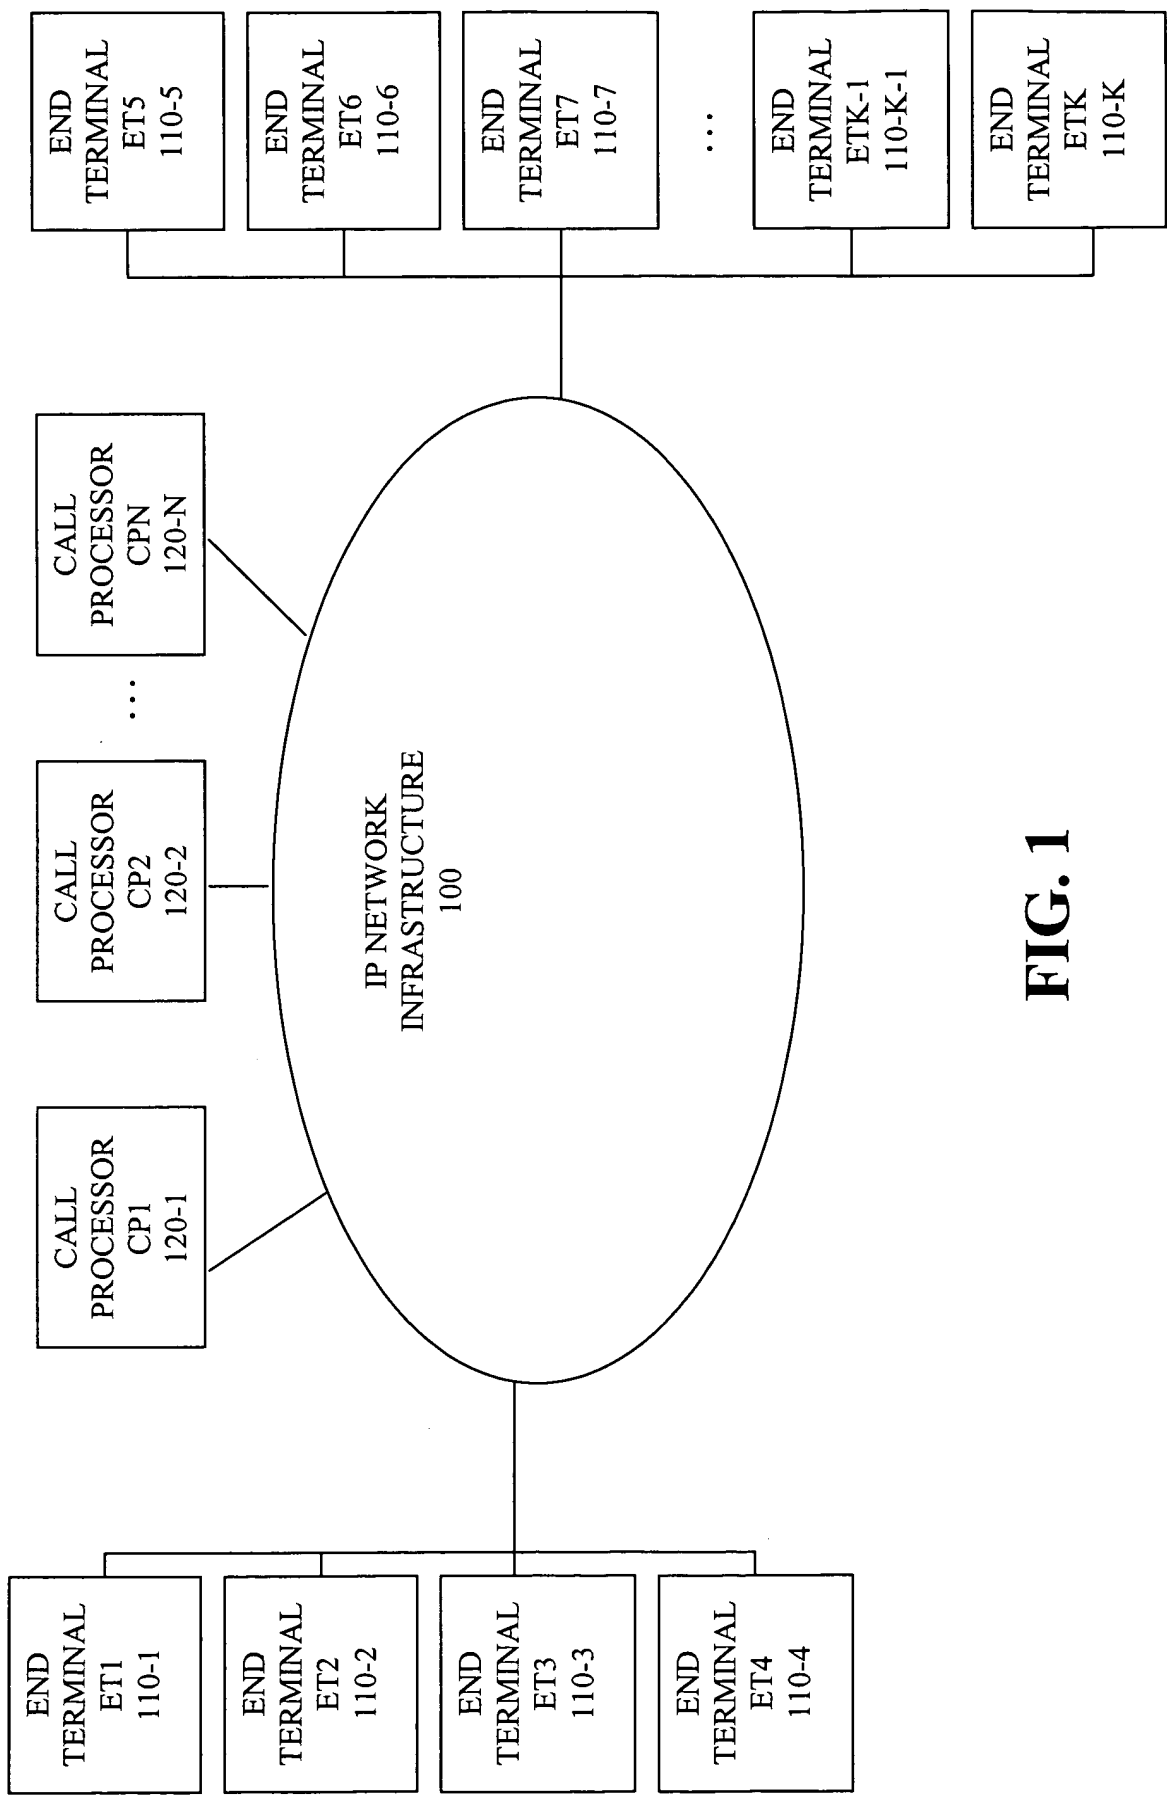 END
TERMINAL
ET1
110-1
END
TERMINAL
ET2
110-2
END
TERMINAL
ET3
110-3
END
TERMINAL
ET4
110-4
CALL
PROCESSOR
CP1
120-1
CALL
PROCESSOR
CP2
120-2
...
CALL
PROCESSOR
CPN
120-N
IP NETWORK
INFRASTRUCTURE
100
END
TERMINAL
ET5
110-5
END
TERMINAL
ET6
110-6
END
TERMINAL
ET7
110-7
...
END
TERMINAL
ETK-1
110-K-1
END
TERMINAL
ETK
110-K
FIG. 1